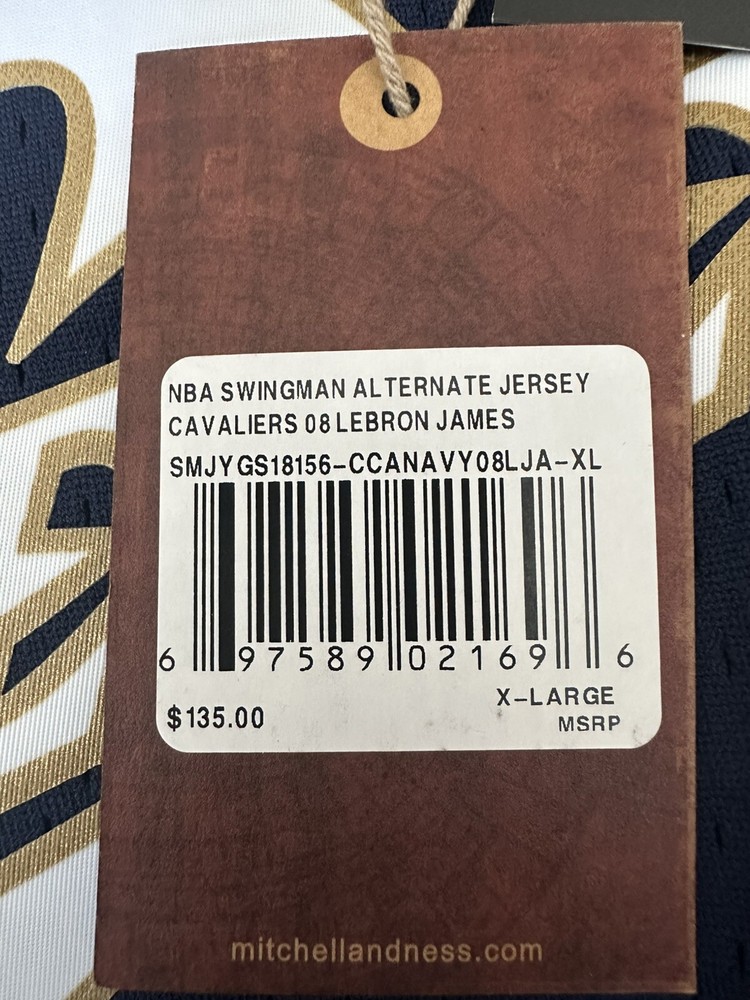 NBA SWINGMAN ALTERNATE JERSEY
CAVALIERS 08 LEBRON JAMES
SMJYGS18156-CCANAVY08LJA-XL
6 97589 02169 6
X-LARGE
$135.00
MSRP
mitchellandness.com